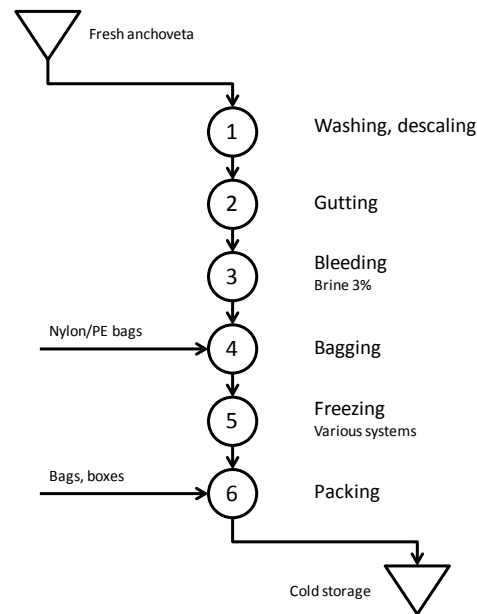 Fresh anchoveta
1
Washing, descaling
2
Gutting
3
Bleeding
Brine 3%
Nylon/PE bags
4
Bagging
5
Freezing
Various systems
Bags, boxes
6
Packing
Cold storage